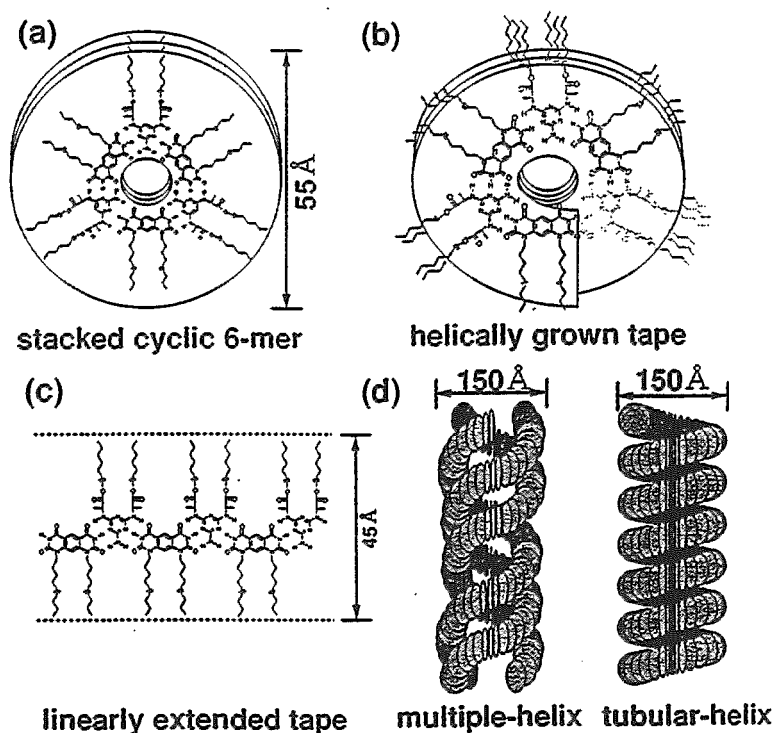 (a)
(b)
55 Å
stacked cyclic 6-mer
helically grown tape
(c)
(d)
150 Å
150 Å
45 Å
linearly extended tape
multiple-helix
tubular-helix